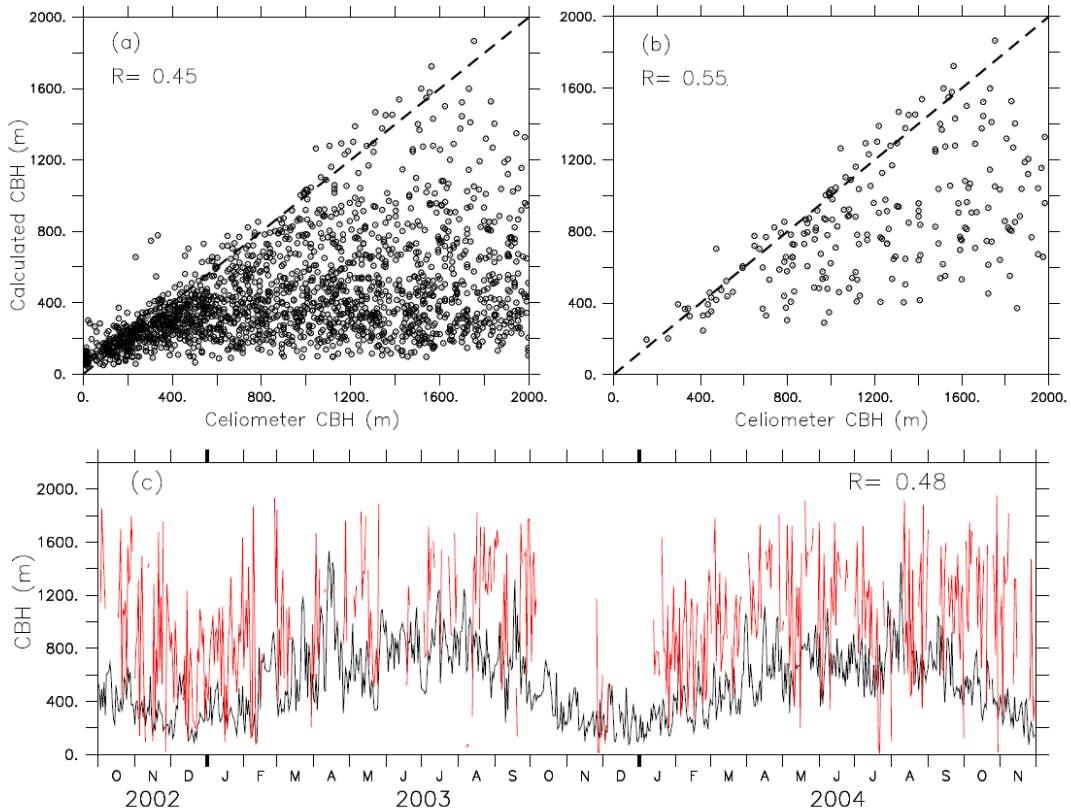 2000.
1600.
1200.
800.
400.
0.
Calculated CBH (m)
(a)
R= 0.45
0. 400. 800. 1200. 1600. 2000.
Celiometer CBH (m)
2000.
1600.
1200.
800.
400.
0.
(b)
R= 0.55
0. 400. 800. 1200. 1600. 2000.
Celiometer CBH (m)
2000.
1600.
1200.
800.
400.
0.
CBH (m)
(c)
R= 0.48
O N D J F M A M J J A S O N D J F M A M J J A S O N
2002 2003 2004